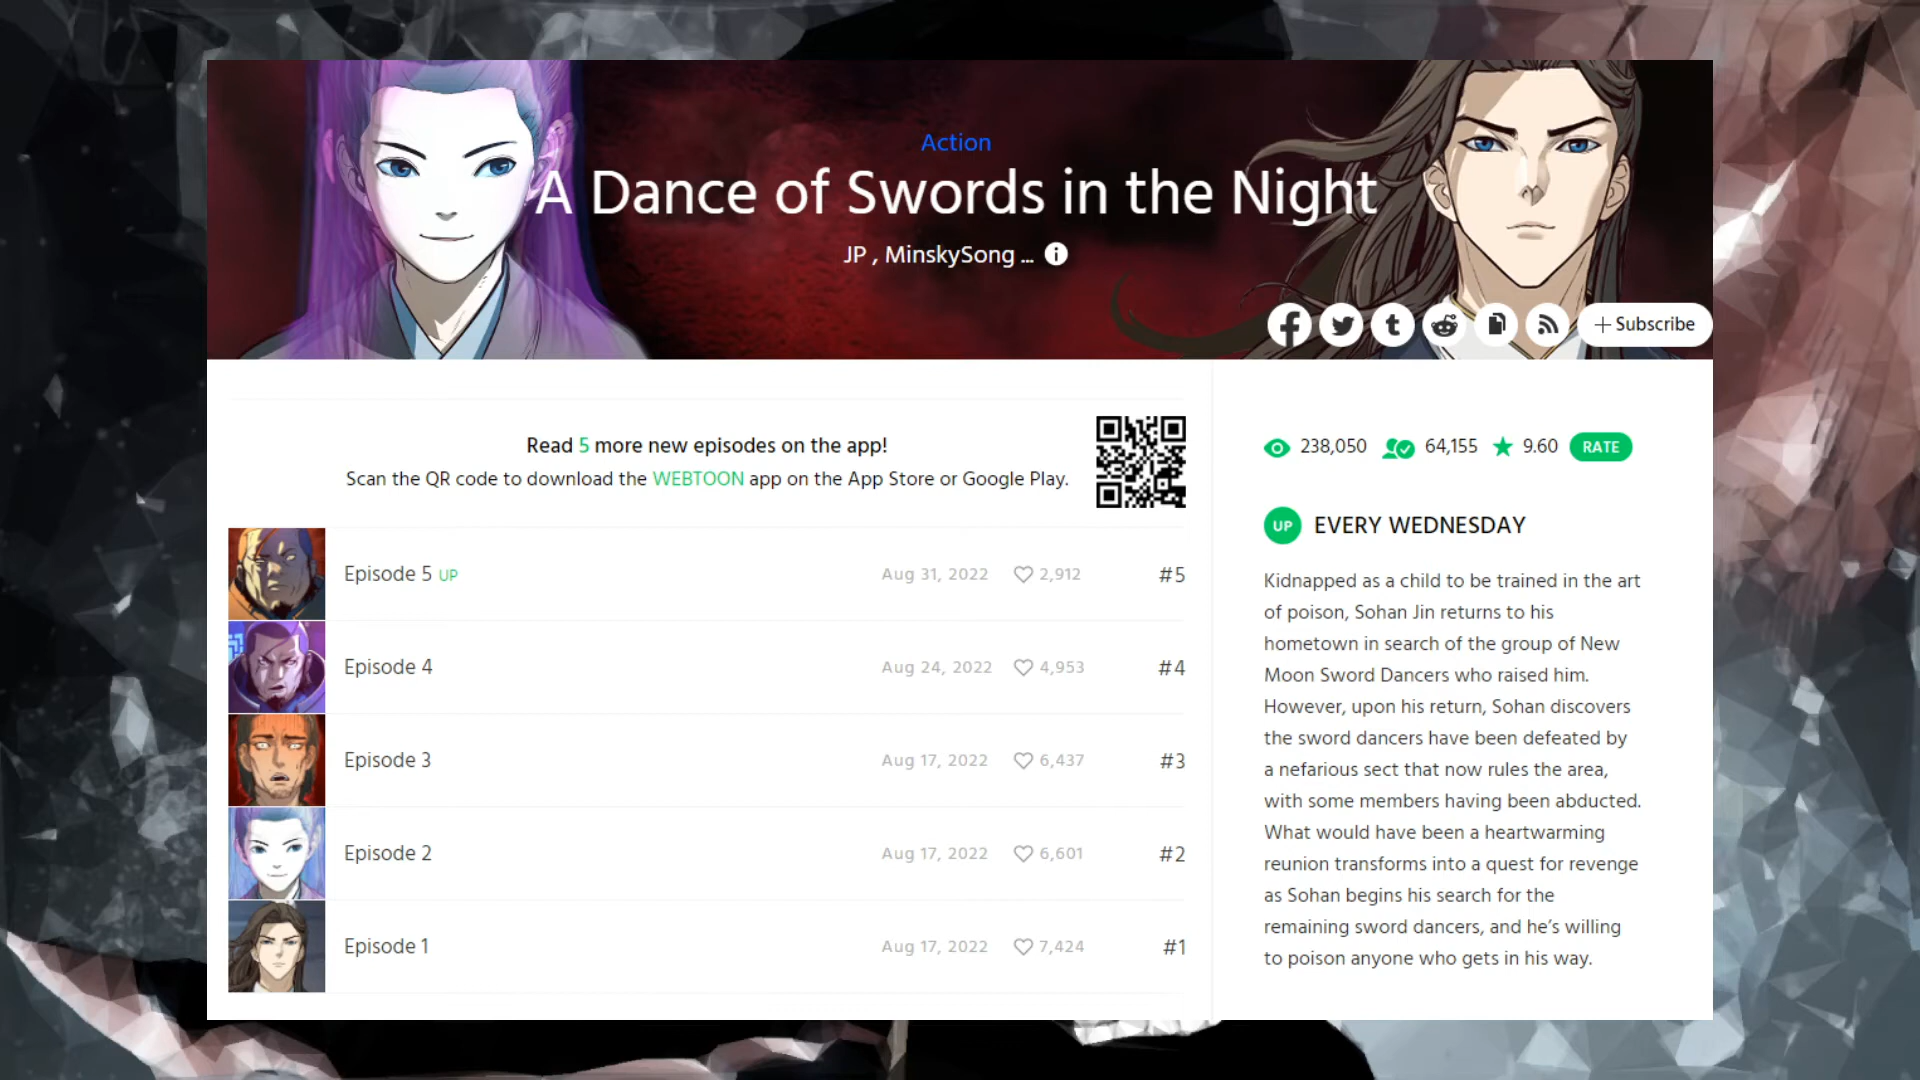 Action
A Dance of Swords in the Night
JP , MinskySong ...
Subscribe
Read 5 more new episodes on the app!
Scan the QR code to download the WEBTOON app on the App Store or Google Play.
Episode 5 UP Aug 31, 2022 2,912 #5
Episode 4 Aug 24, 2022 4,953 #4
Episode 3 Aug 17, 2022 6,437 #3
Episode 2 Aug 17, 2022 6,601 #2
Episode 1 Aug 17, 2022 7,424 #1
238,050 64,155 9.60 RATE
UP EVERY WEDNESDAY
Kidnapped as a child to be trained in the art
of poison, Sohan Jin returns to his
hometown in search of the group of New
Moon Sword Dancers who raised him.
However, upon his return, Sohan discovers
the sword dancers have been defeated by
a nefarious sect that now rules the area,
with some members having been abducted.
What would have been a heartwarming
reunion transforms into a quest for revenge
as Sohan begins his search for the
remaining sword dancers, and he’s willing
to poison anyone who gets in his way.